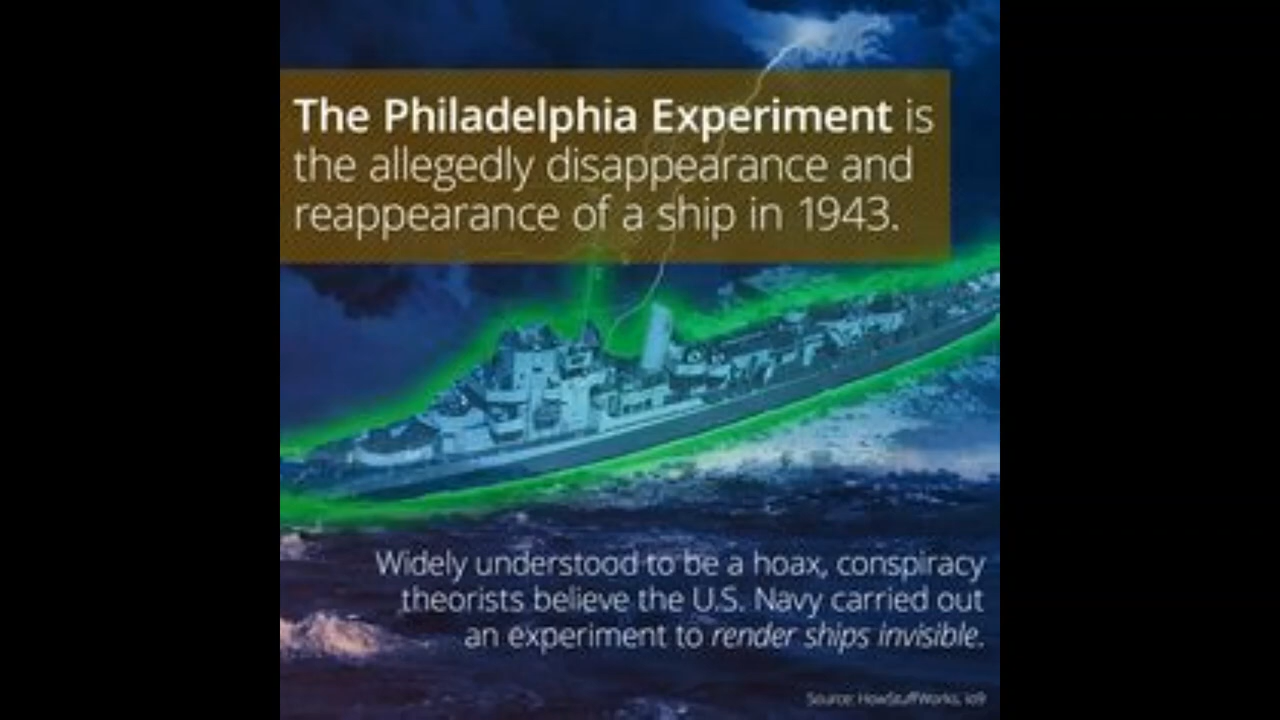 The Philadelphia Experiment is
the allegedly disappearance and
reappearance of a ship in 1943.
Widely understood to be a hoax, conspiracy
theorists believe the U.S. Navy carried out
an experiment to render ships invisible.
Source: HowStuffWorks, io9